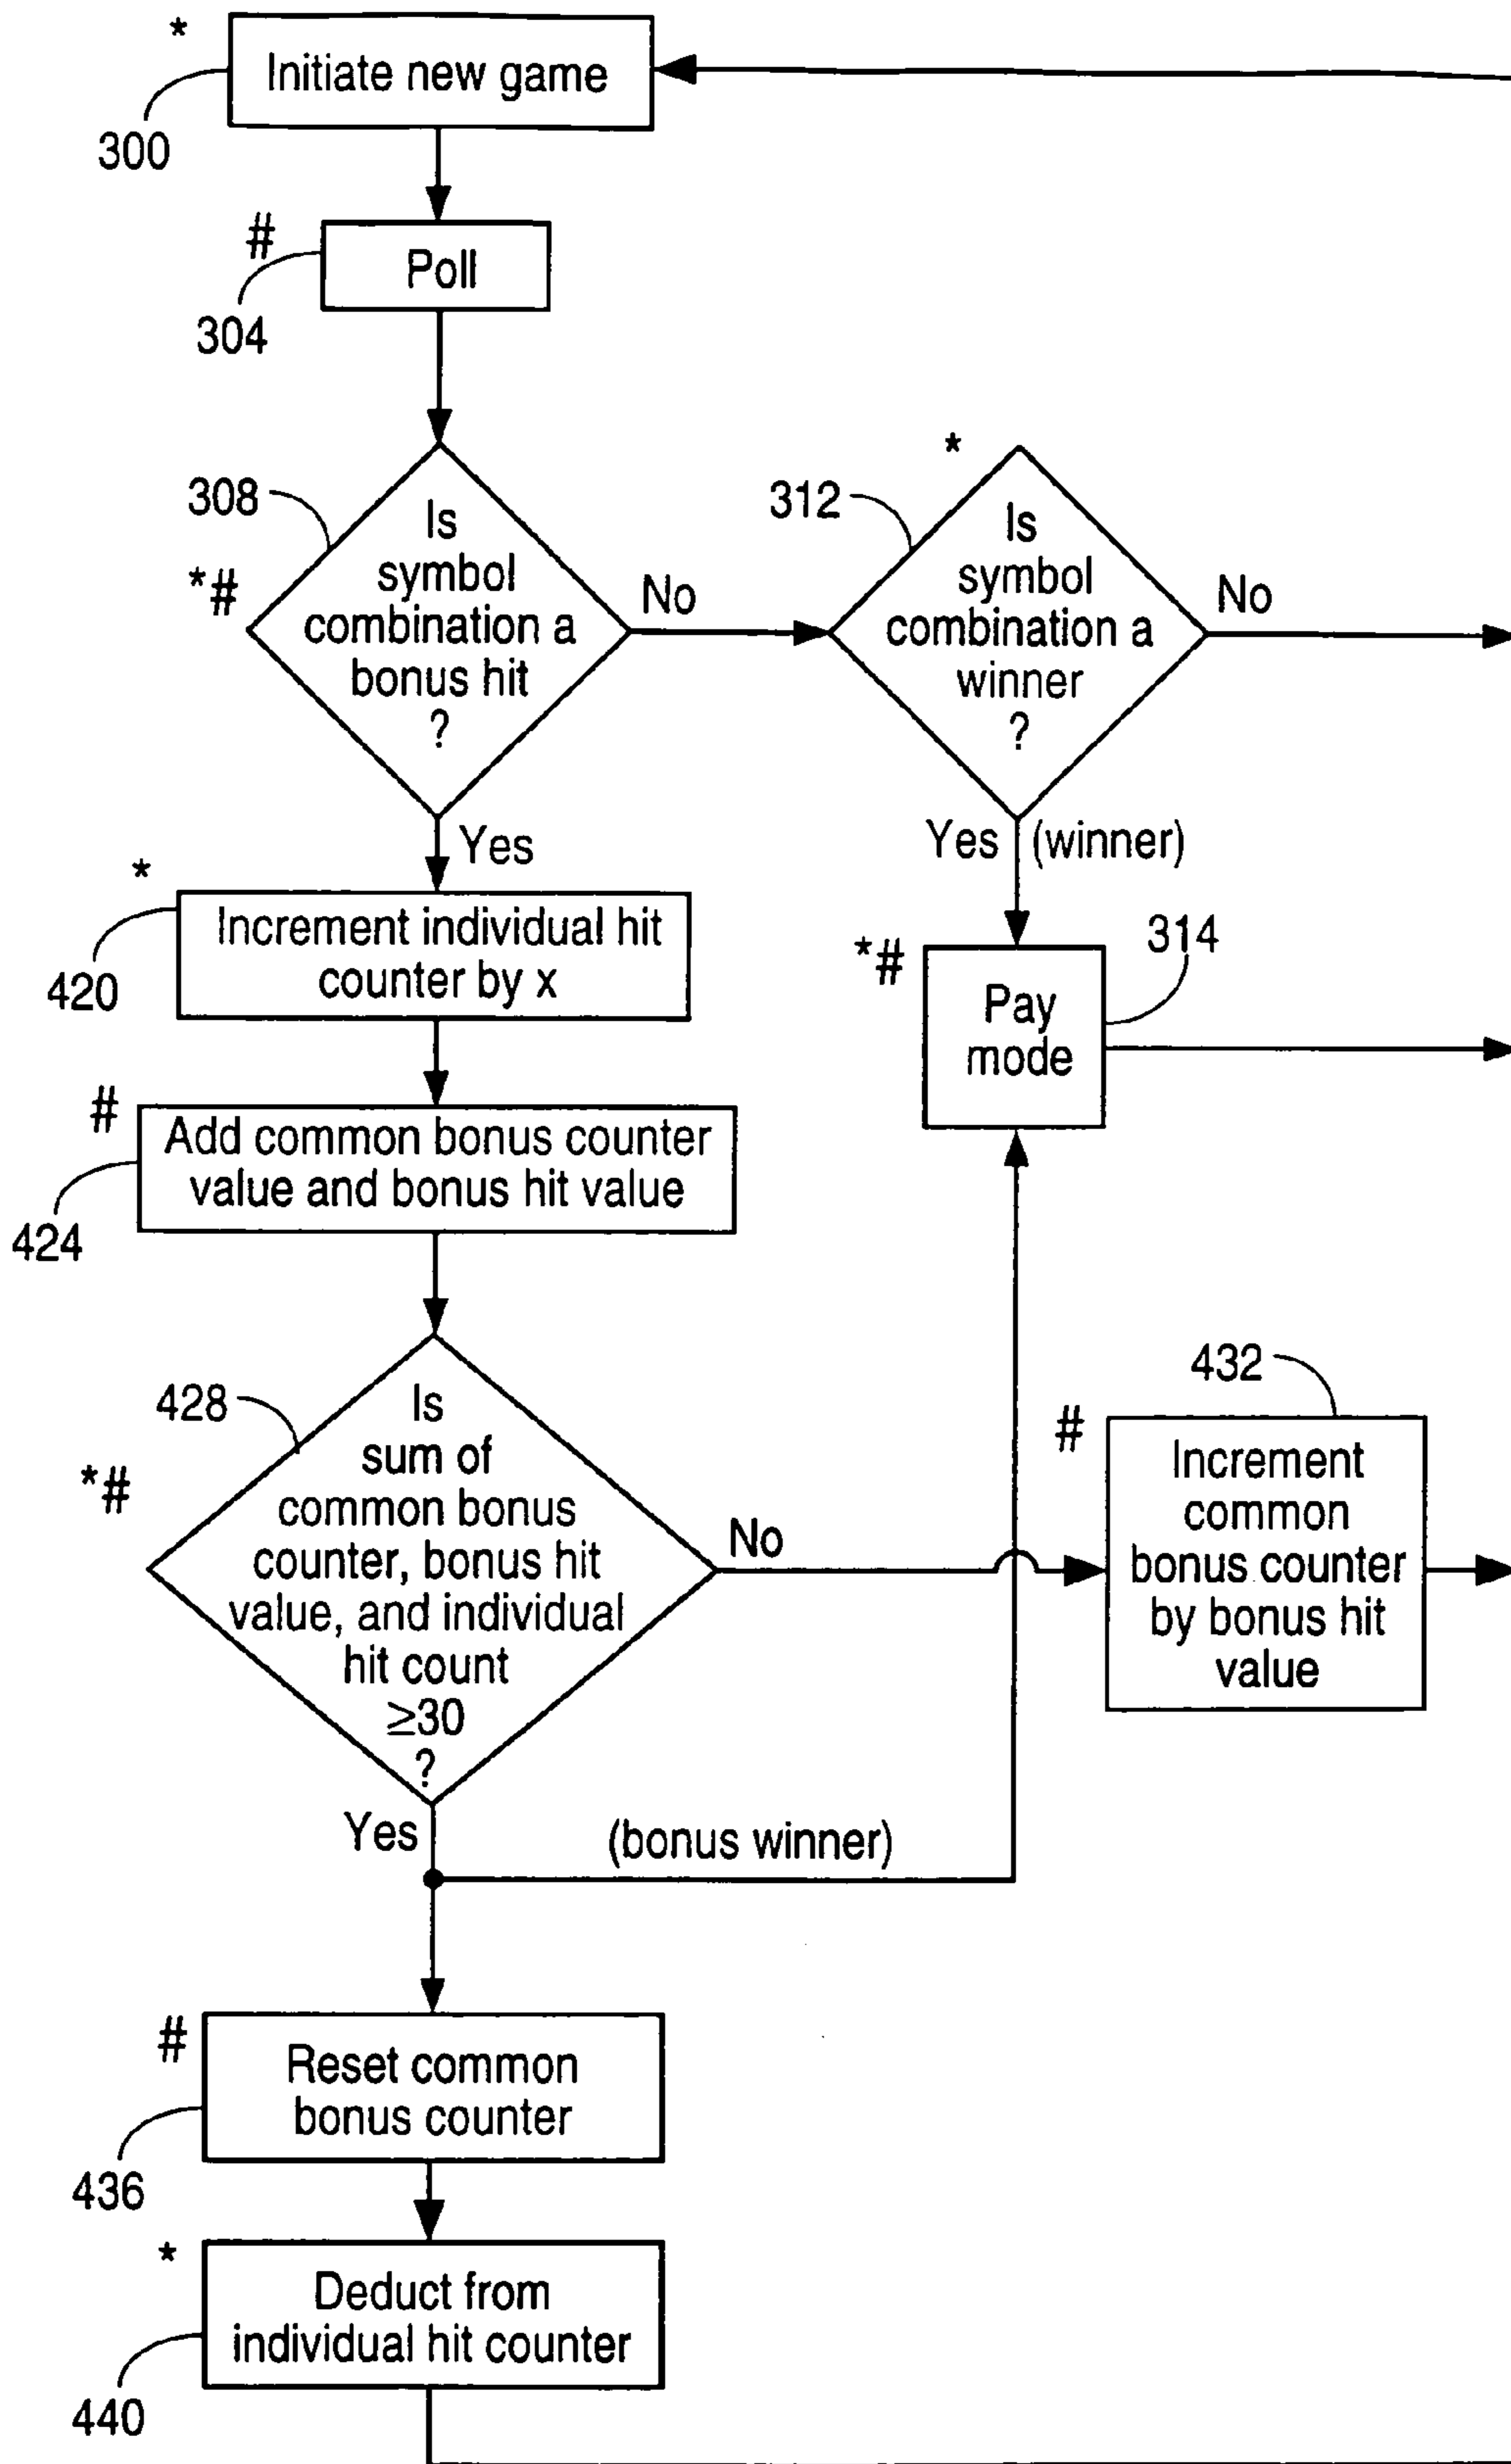 *
Initiate new game
300
#
Poll
304
308
*#
Is
symbol
combination a
bonus hit
?
No
Yes
*
312
Is
symbol
combination a
winner
?
No
Yes (winner)
*
420
Increment individual hit
counter by x
*#
Pay
mode
314
#
424
Add common bonus counter
value and bonus hit value
428
*#
Is
sum of
common bonus
counter, bonus hit
value, and individual
hit count
≥30
?
No
Yes
(bonus winner)
432
#
Increment
common
bonus counter
by bonus hit
value
#
Reset common
bonus counter
436
*
Deduct from
individual hit counter
440